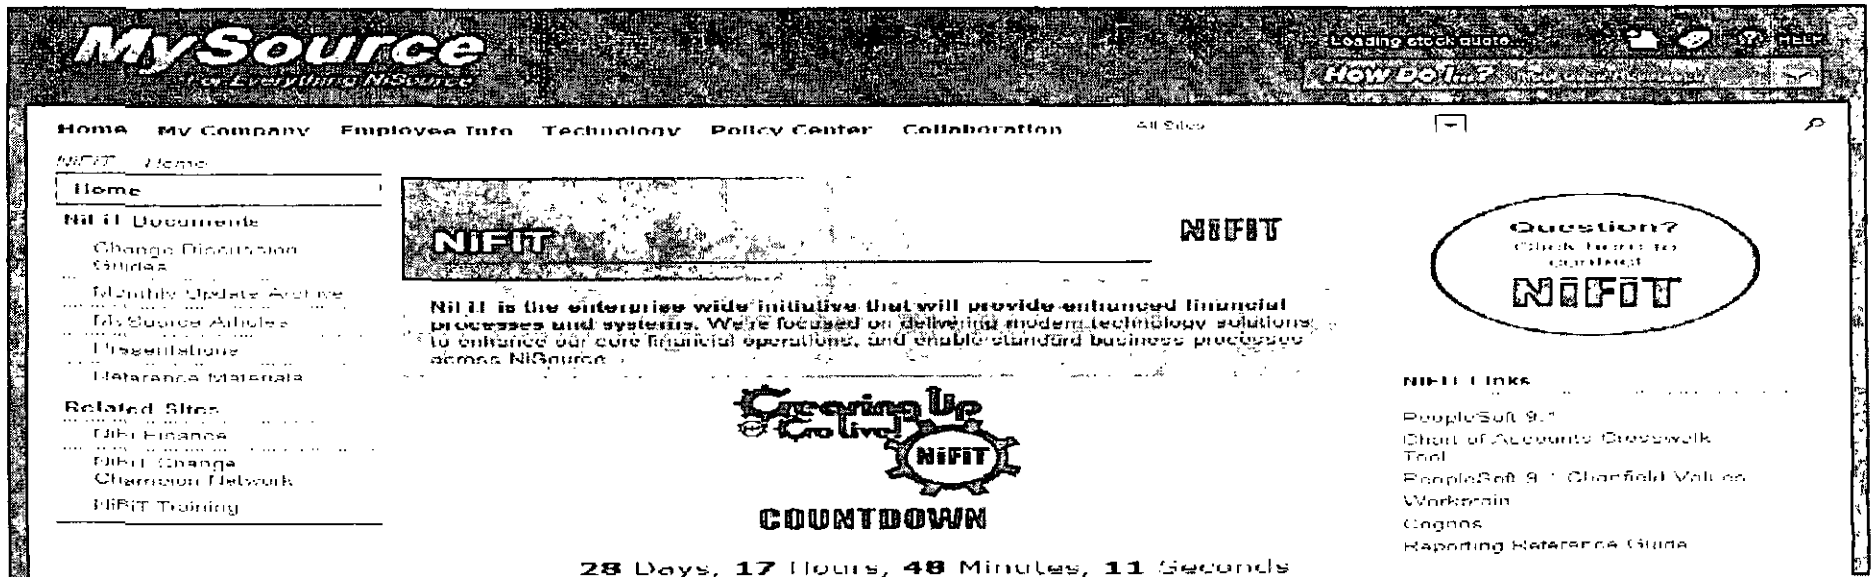 MySource
For Everything NiSource
Loading stock quote...
HELP
How Do I...?
Home My Company Employee Info Technology Policy Center Collaboration All Sites
NiFiT Home
Home
NiFiT Documents
Change Discussion
Guides
Monthly Update Archive
MySource Articles
Presentations
Reference Materials
Related Sites
NiFiT Change
Champion Network
NiFiT Training
NiFiT
NiFiT
NiFiT is the enterprise wide initiative that will provide enhanced financial
processes and systems. We're focused on delivering modern technology solutions
to enhance our core financial operations, and enable standard business processes
across NiSource
Gearing Up
Go live!
NiFiT
COUNTDOWN
28 Days, 17 Hours, 48 Minutes, 11 Seconds
Question?
Click here to
contact
NiFiT
NiFiT Links
PeopleSoft 9.1
Chart of Accounts Crosswalk
Tool
PeopleSoft 9.1 Chartfield Values
Workbrain
Cognos
Reporting Reference Guide